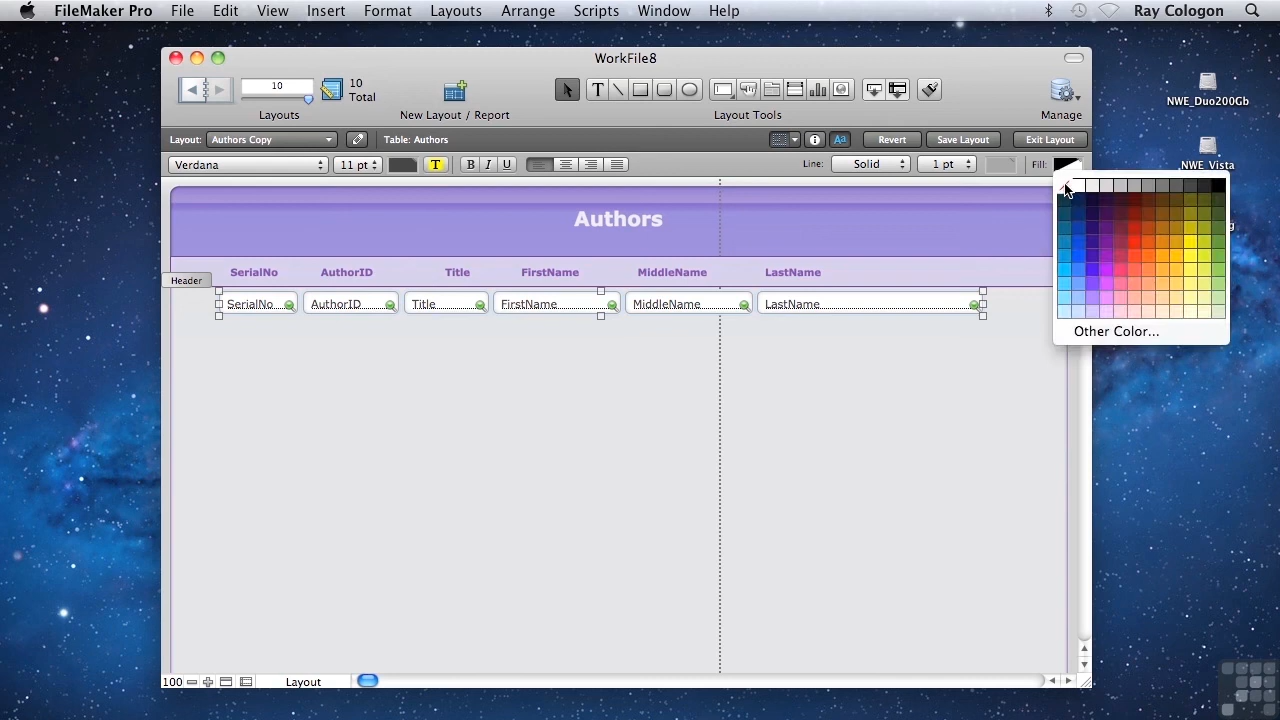 FileMaker Pro File Edit View Insert Format Layouts Arrange Scripts Window Help Ray Cologon
WorkFile8
NWE_Duo200Gb
10 10 Total
Layouts New Layout / Report T Layout Tools Manage
Layout: Authors Copy Table: Authors Aa Revert Save Layout Exit Layout
NWE_Vista
Verdana 11 pt T B I U Line: Solid 1 pt Fill:
Authors
SerialNo AuthorID Title FirstName MiddleName LastName
Header
SerialNo AuthorID Title FirstName MiddleName LastName
Other Color...
100 Layout